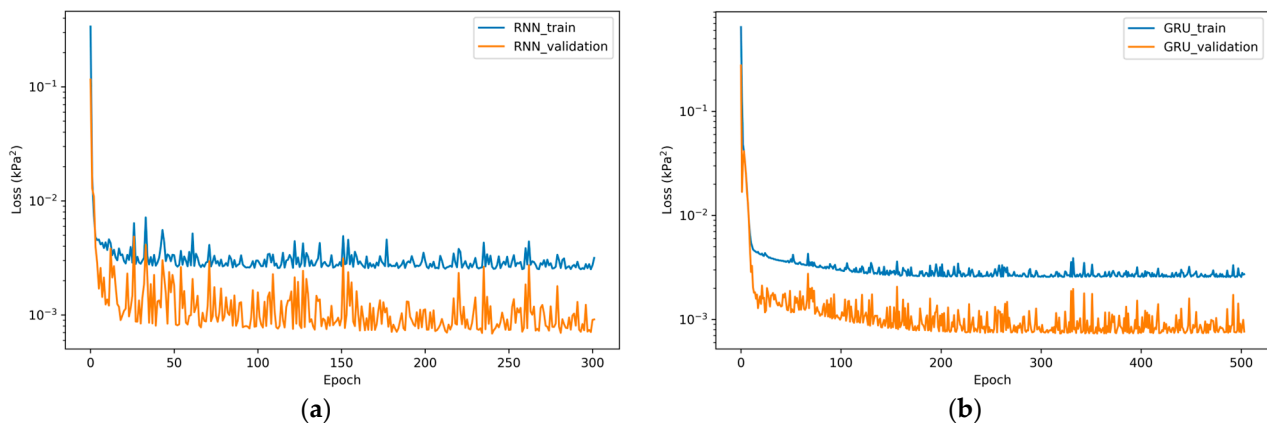 RNN_train
RNN_validation
10⁻¹
10⁻²
10⁻³
Loss (kPa²)
0 50 100 150 200 250 300
Epoch
(a)
GRU_train
GRU_validation
10⁻¹
10⁻²
10⁻³
Loss (kPa²)
0 100 200 300 400 500
Epoch
(b)